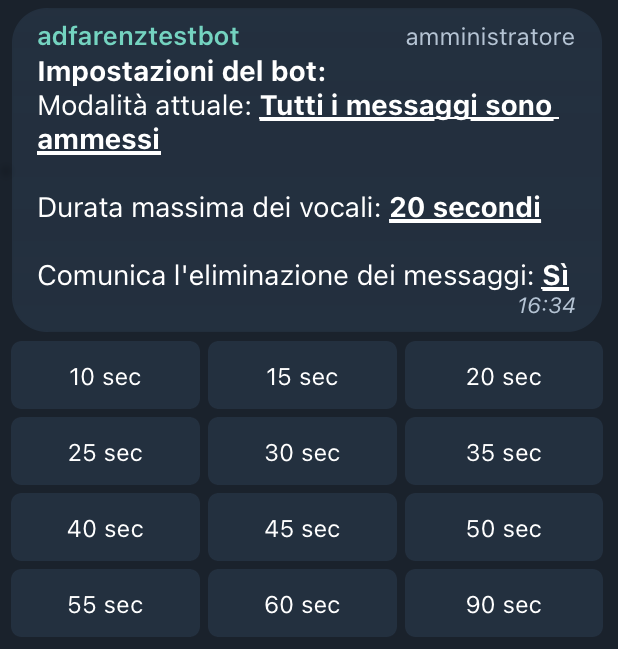 adfarenztestbot amministratore
Impostazioni del bot:
Modalità attuale: Tutti i messaggi sono
ammessi
Durata massima dei vocali: 20 secondi
Comunica l'eliminazione dei messaggi: Sì
16:34
10 sec 15 sec 20 sec
25 sec 30 sec 35 sec
40 sec 45 sec 50 sec
55 sec 60 sec 90 sec